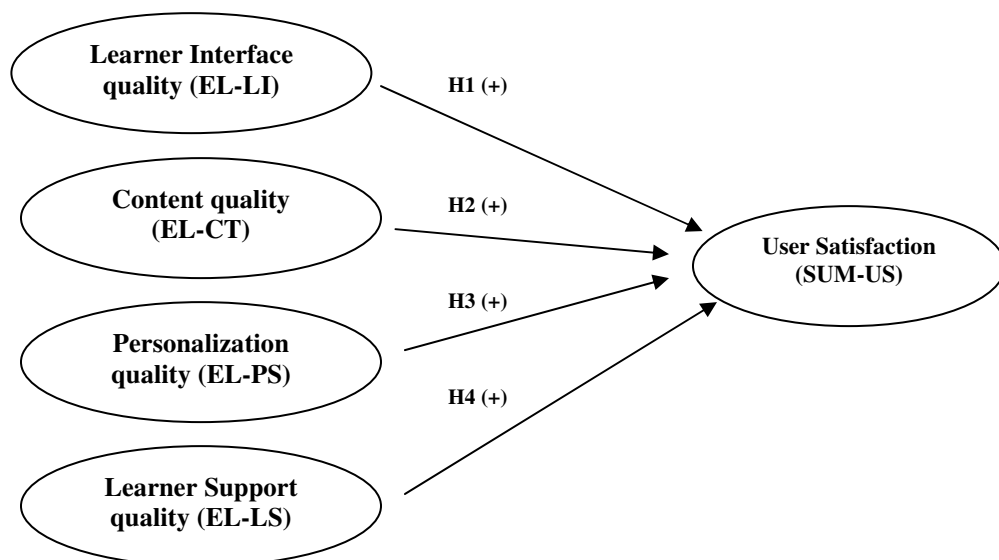 Learner Interface
quality (EL-LI)
H1 (+)
Content quality
(EL-CT)
H2 (+)
User Satisfaction
(SUM-US)
Personalization
quality (EL-PS)
H3 (+)
H4 (+)
Learner Support
quality (EL-LS)